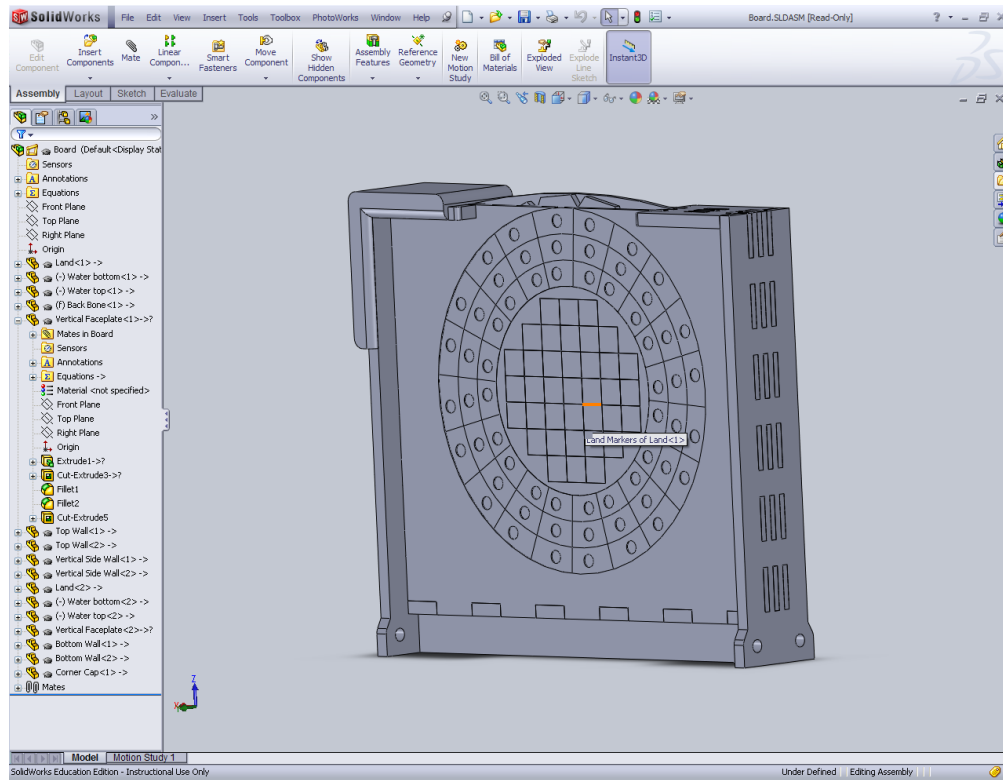 SolidWorks File Edit View Insert Tools Toolbox PhotoWorks Window Help Board.SLDASM [Read-Only]
Edit Component
Insert Components
Mate
Linear Compon...
Smart Fasteners
Move Component
Show Hidden Components
Assembly Features
Reference Geometry
New Motion Study
Bill of Materials
Exploded View
Explode Line Sketch
Instant3D
Assembly Layout Sketch Evaluate
Board (Default<Display Stat
Sensors
Annotations
Equations
Front Plane
Top Plane
Right Plane
Origin
Land<1> ->
(-) Water bottom<1> ->
(-) Water top<1> ->
(f) Back Bone<1> ->
Vertical Faceplate<1>->?
Mates in Board
Sensors
Annotations
Equations ->
Material <not specified>
Front Plane
Top Plane
Right Plane
Origin
Extrude1->?
Cut-Extrude3->?
Fillet1
Fillet2
Cut-Extrude5
Top Wall<1> ->
Top Wall<2> ->
Vertical Side Wall<1> ->
Vertical Side Wall<2> ->
Land<2> ->
(-) Water bottom<2> ->
(-) Water top<2> ->
Vertical Faceplate<2>->?
Bottom Wall<1> ->
Bottom Wall<2> ->
Corner Cap<1> ->
Mates
Land Markers of Land<1>
Z
X
Model Motion Study 1
SolidWorks Education Edition - Instructional Use Only Under Defined Editing Assembly